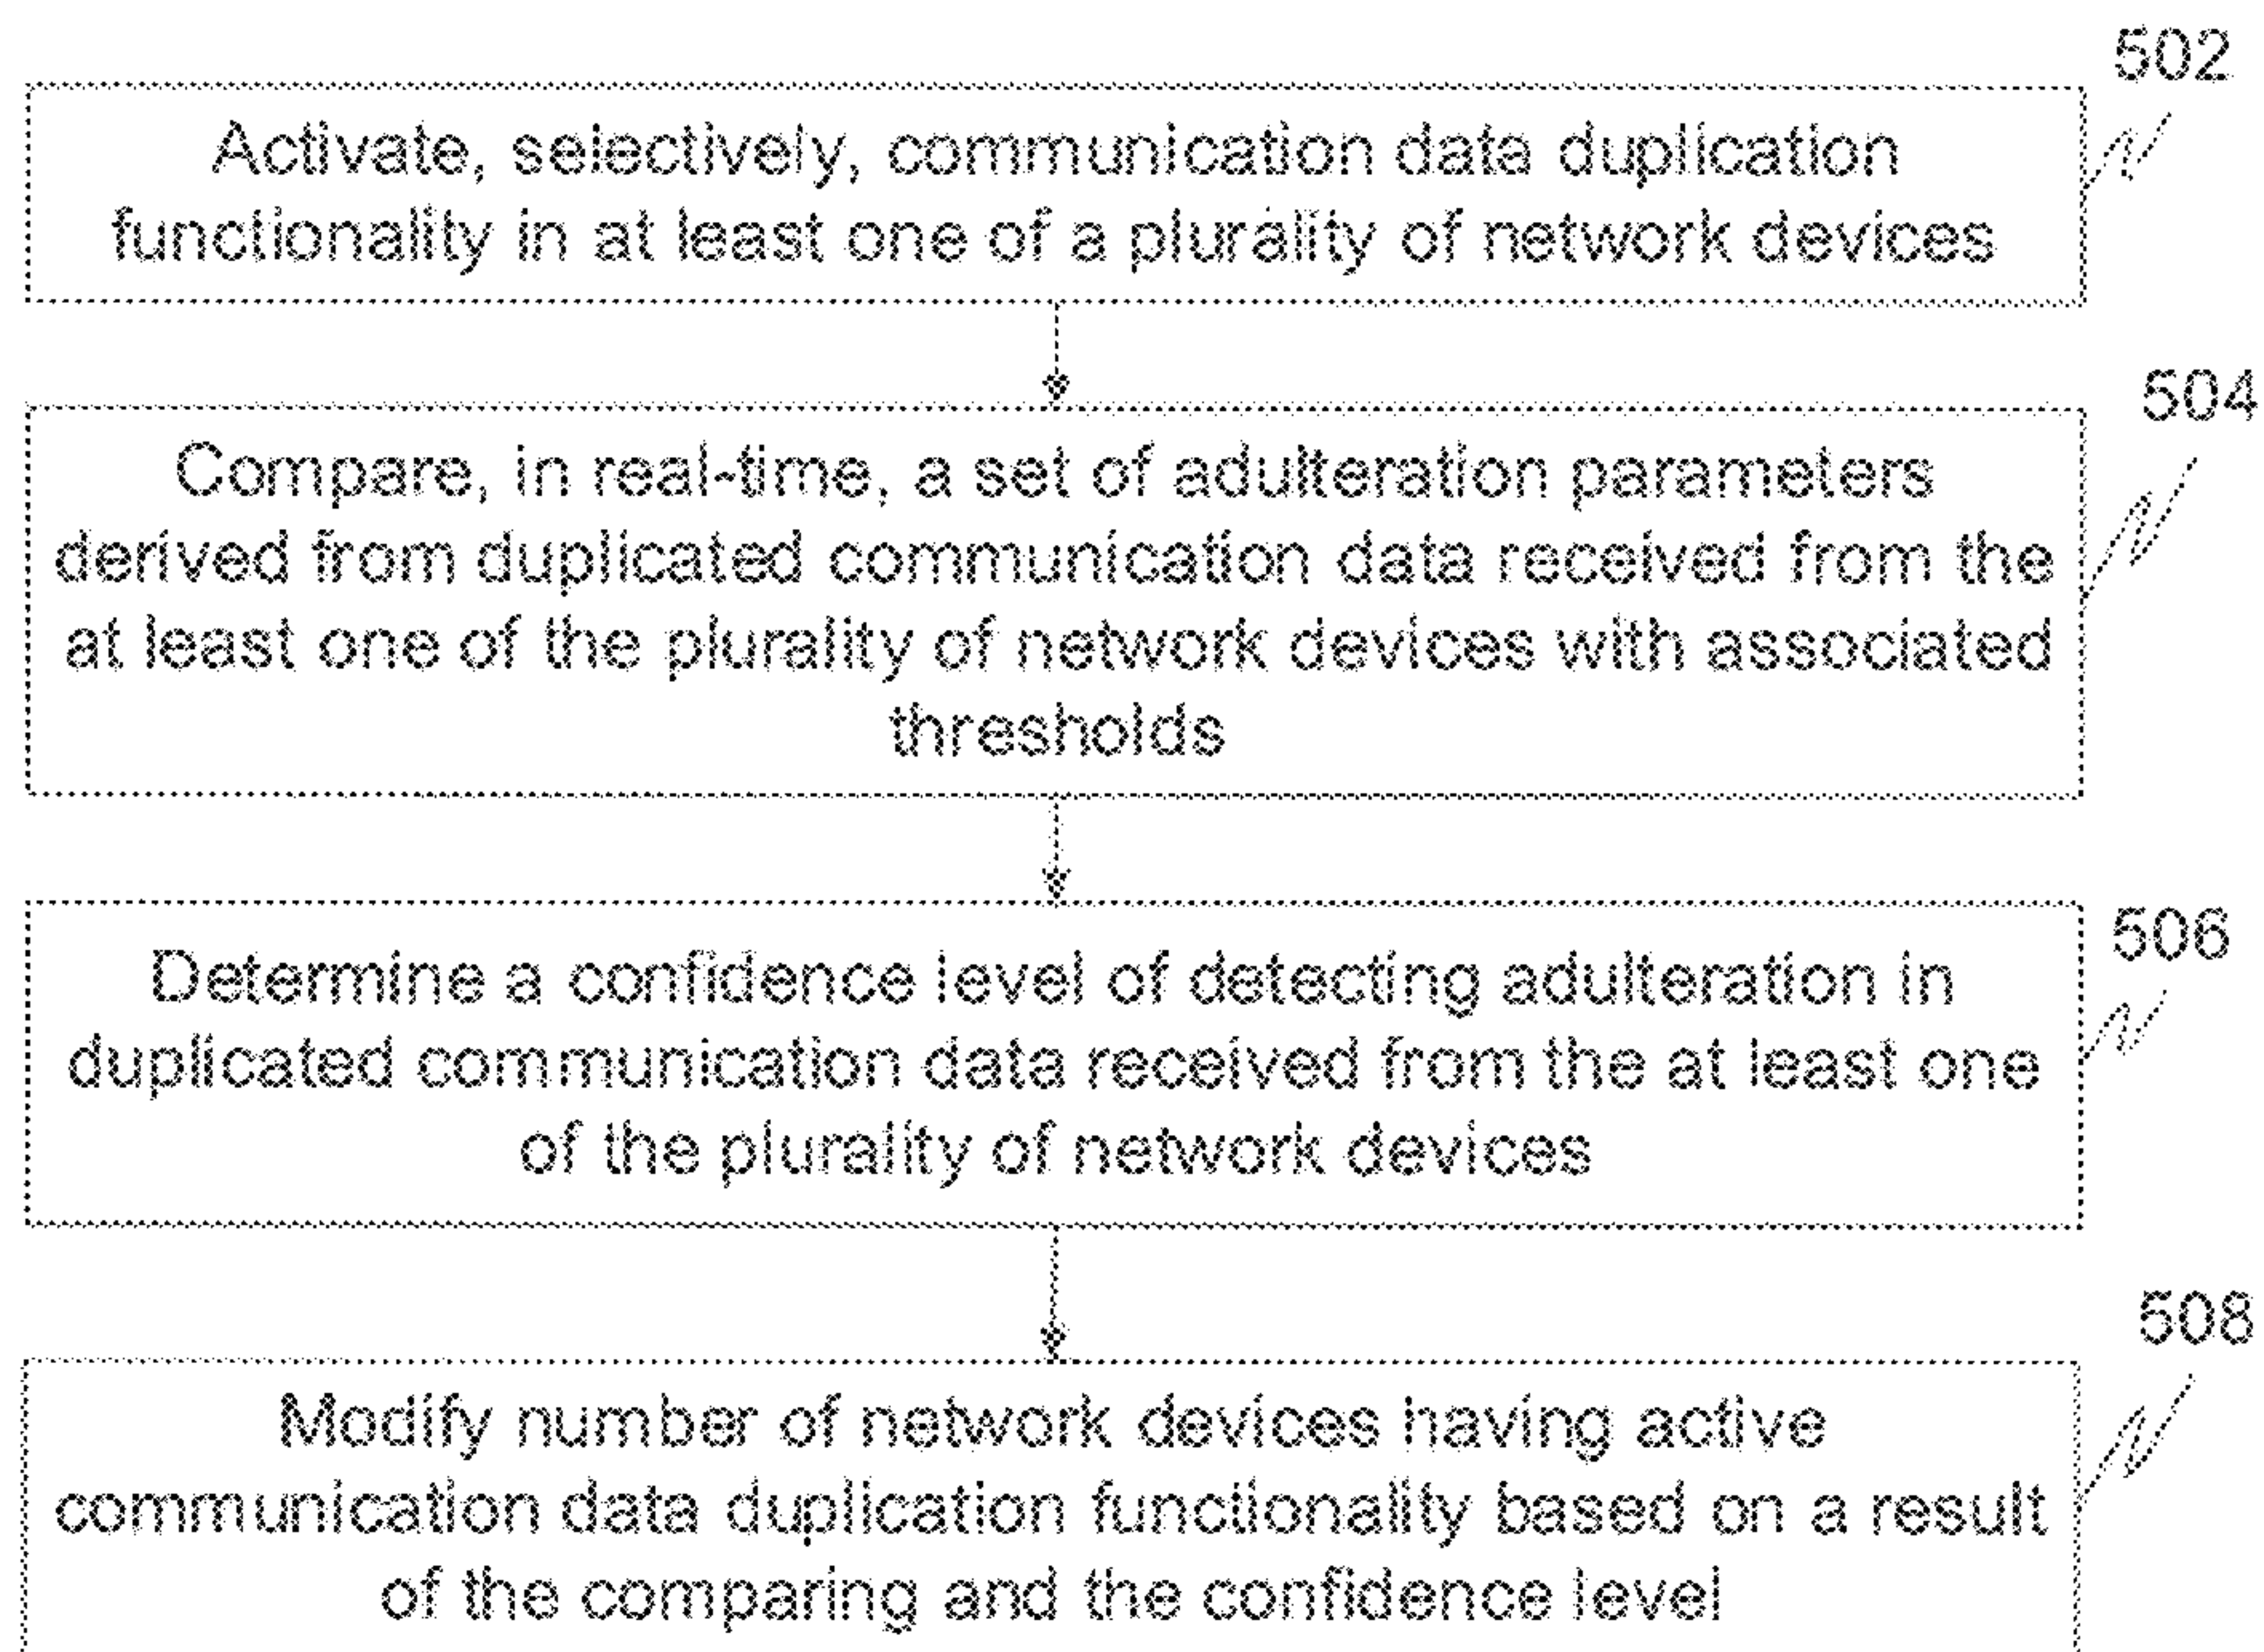 502
Activate, selectively, communication data duplication
functionality in at least one of a plurality of network devices
504
Compare, in real-time, a set of adulteration parameters
derived from duplicated communication data received from the
at least one of the plurality of network devices with associated
thresholds
506
Determine a confidence level of detecting adulteration in
duplicated communication data received from the at least one
of the plurality of network devices
508
Modify number of network devices having active
communication data duplication functionality based on a result
of the comparing and the confidence level